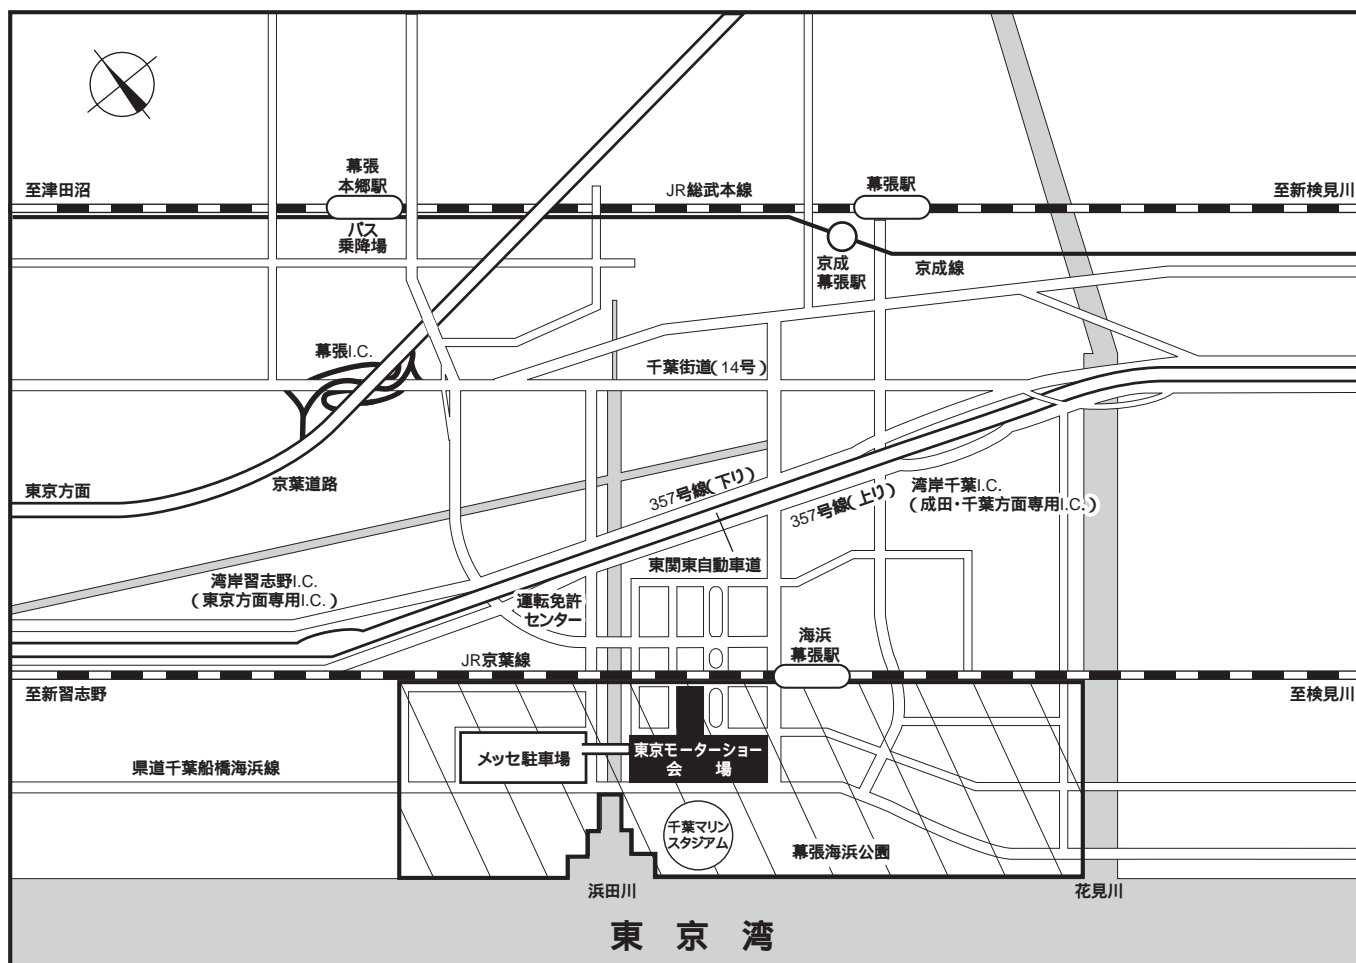 幕張
本郷駅
至津田沼
JR総武本線
幕張駅
至新検見川
バス
乗降場
京成
幕張駅
京成線
幕張I.C.
千葉街道(14号)
東京方面
京葉道路
357号線(下り)
357号線(上り)
湾岸千葉I.C.
(成田・千葉方面専用I.C.)
東関東自動車道
湾岸習志野I.C.
(東京方面専用I.C.)
運転免許
センター
海浜
幕張駅
JR京葉線
至新習志野
至検見川
メッセ駐車場
東京モーターショー
会 場
県道千葉船橋海浜線
千葉マリン
スタジアム
幕張海浜公園
浜田川
花見川
東 京 湾